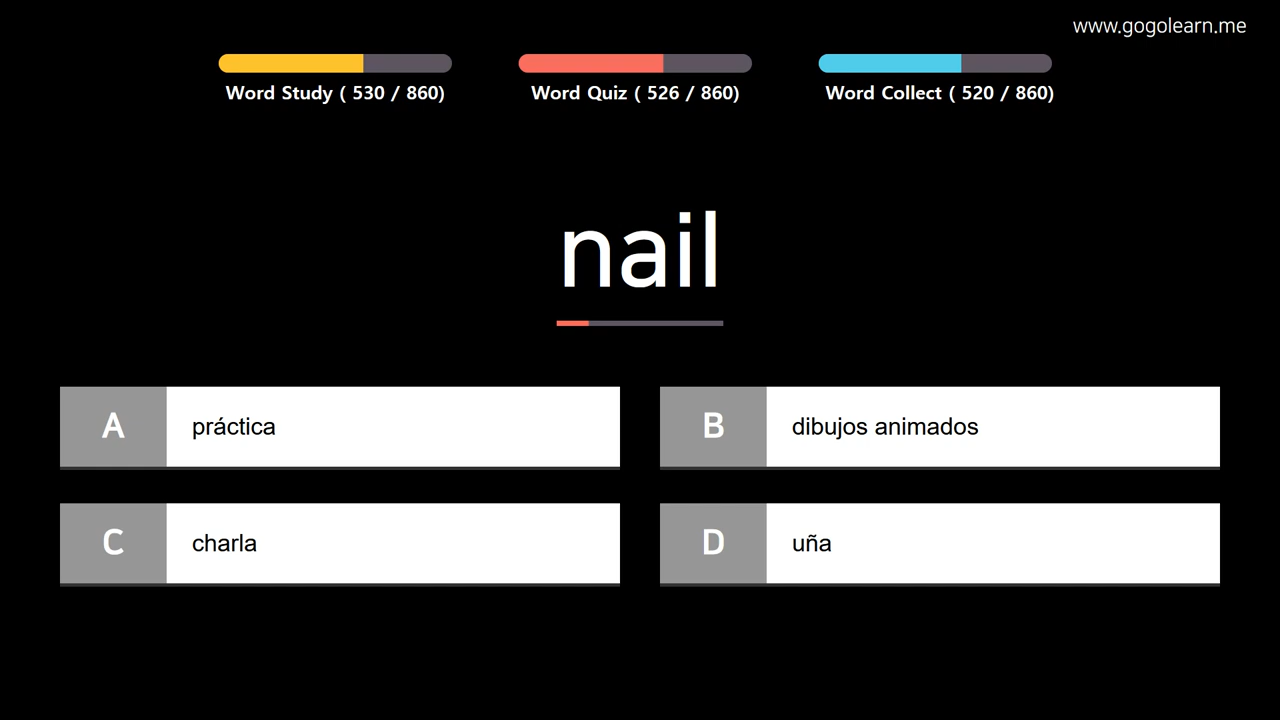 www.gogolearn.me
Word Study ( 530 / 860)
Word Quiz ( 526 / 860)
Word Collect ( 520 / 860)
nail
A práctica
B dibujos animados
C charla
D uña